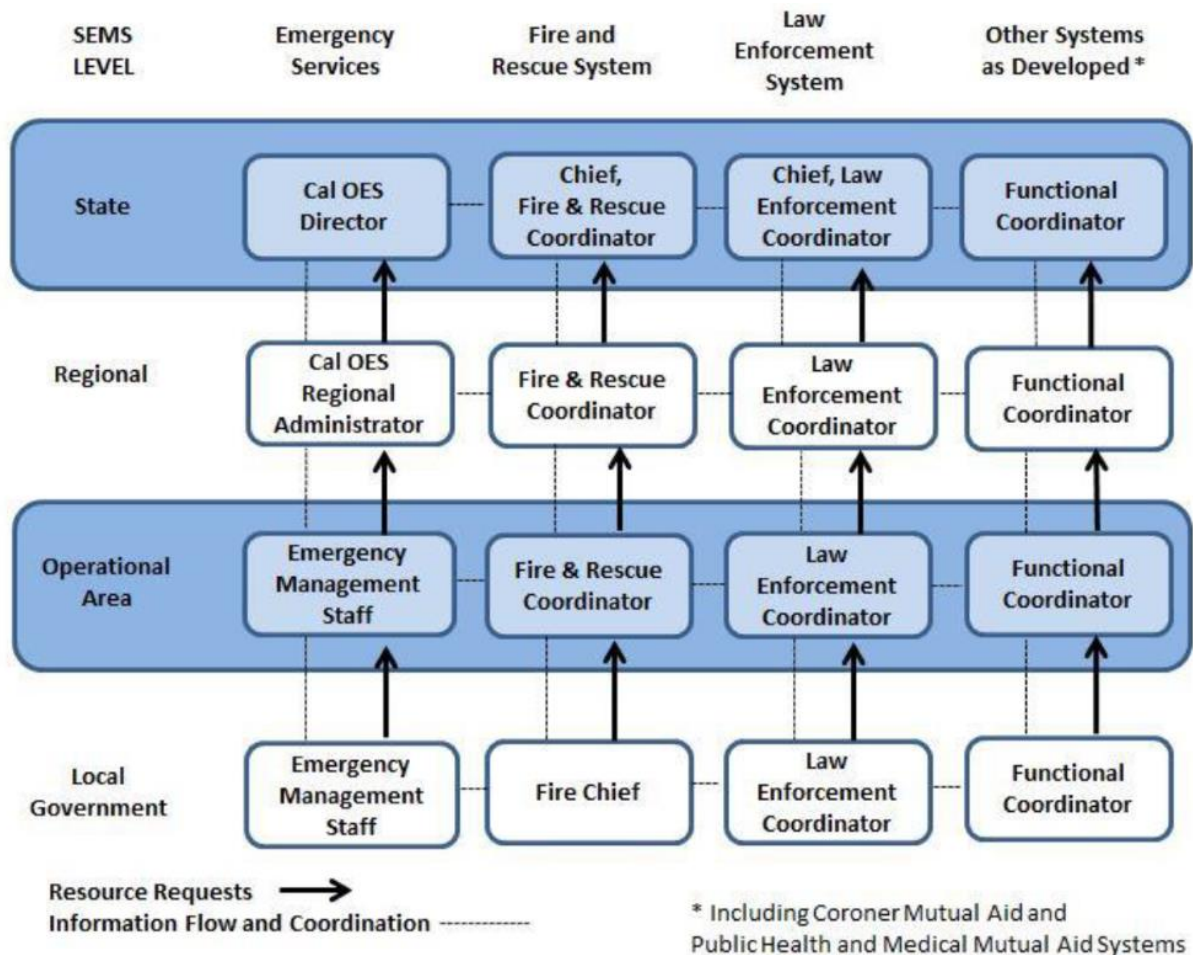 SEMS
LEVEL
Emergency
Services
Fire and
Rescue System
Law
Enforcement
System
Other Systems
as Developed *
State
Cal OES
Director
Chief,
Fire & Rescue
Coordinator
Chief, Law
Enforcement
Coordinator
Functional
Coordinator
Regional
Cal OES
Regional
Administrator
Fire & Rescue
Coordinator
Law
Enforcement
Coordinator
Functional
Coordinator
Operational
Area
Emergency
Management
Staff
Fire & Rescue
Coordinator
Law
Enforcement
Coordinator
Functional
Coordinator
Local
Government
Emergency
Management
Staff
Fire Chief
Law
Enforcement
Coordinator
Functional
Coordinator
Resource Requests
Information Flow and Coordination
* Including Coroner Mutual Aid and
Public Health and Medical Mutual Aid Systems